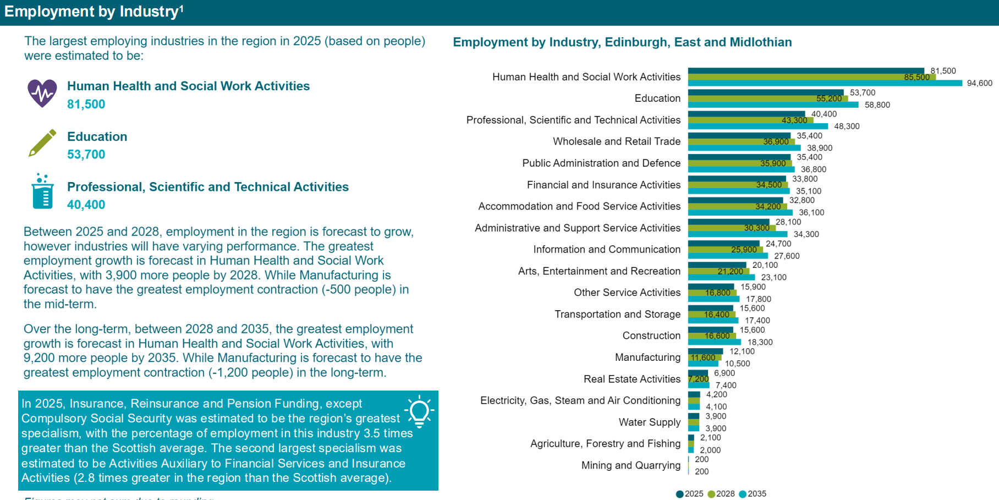 Employment by Industry¹
The largest employing industries in the region in 2025 (based on people)
were estimated to be:
Human Health and Social Work Activities
81,500
Education
53,700
Professional, Scientific and Technical Activities
40,400
Between 2025 and 2028, employment in the region is forecast to grow,
however industries will have varying performance. The greatest
employment growth is forecast in Human Health and Social Work
Activities, with 3,900 more people by 2028. While Manufacturing is
forecast to have the greatest employment contraction (-500 people) in
the mid-term.
Over the long-term, between 2028 and 2035, the greatest employment
growth is forecast in Human Health and Social Work Activities, with
9,200 more people by 2035. While Manufacturing is forecast to have the
greatest employment contraction (-1,200 people) in the long-term.
In 2025, Insurance, Reinsurance and Pension Funding, except
Compulsory Social Security was estimated to be the region's greatest
specialism, with the percentage of employment in this industry 3.5 times
greater than the Scottish average. The second largest specialism was
estimated to be Activities Auxiliary to Financial Services and Insurance
Activities (2.8 times greater in the region than the Scottish average).
Figures may not sum due to rounding
Employment by Industry, Edinburgh, East and Midlothian
Human Health and Social Work Activities 81,500 85,500 94,600
Education 53,700 55,200 58,800
Professional, Scientific and Technical Activities 40,400 43,300 48,300
Wholesale and Retail Trade 35,400 36,900 38,900
Public Administration and Defence 35,400 35,900 36,800
Financial and Insurance Activities 33,800 34,500 35,100
Accommodation and Food Service Activities 32,800 34,200 36,100
Administrative and Support Service Activities 28,100 30,300 34,300
Information and Communication 24,700 25,900 27,600
Arts, Entertainment and Recreation 20,100 21,200 23,100
Other Service Activities 15,900 16,800 17,800
Transportation and Storage 15,600 16,400 17,400
Construction 15,600 16,600 18,300
Manufacturing 12,100 11,600 10,500
Real Estate Activities 6,900 7,200 7,400
Electricity, Gas, Steam and Air Conditioning 4,200 4,100
Water Supply 3,900 3,900
Agriculture, Forestry and Fishing 2,100 2,000
Mining and Quarrying 200 200
2025 2028 2035